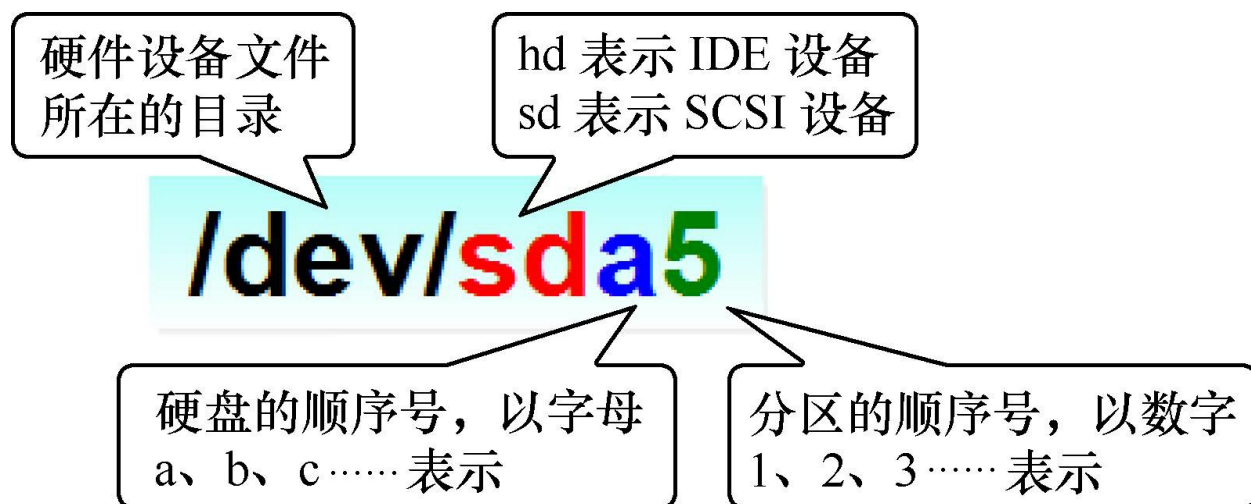 硬件设备文件
所在的目录
hd 表示 IDE 设备
sd 表示 SCSI 设备
/dev/sda5
硬盘的顺序号，以字母
a、b、c……表示
分区的顺序号，以数字
1、2、3……表示